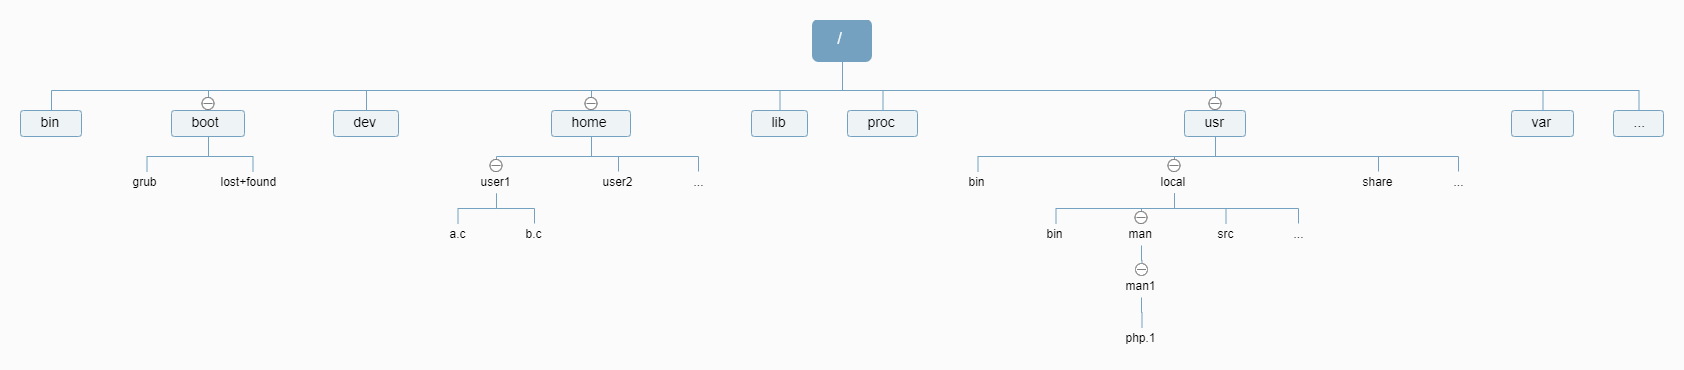 /
bin boot dev home lib proc usr var ...
grub lost+found user1 user2 ... bin local share ...
a.c b.c bin man src ...
man1
php.1